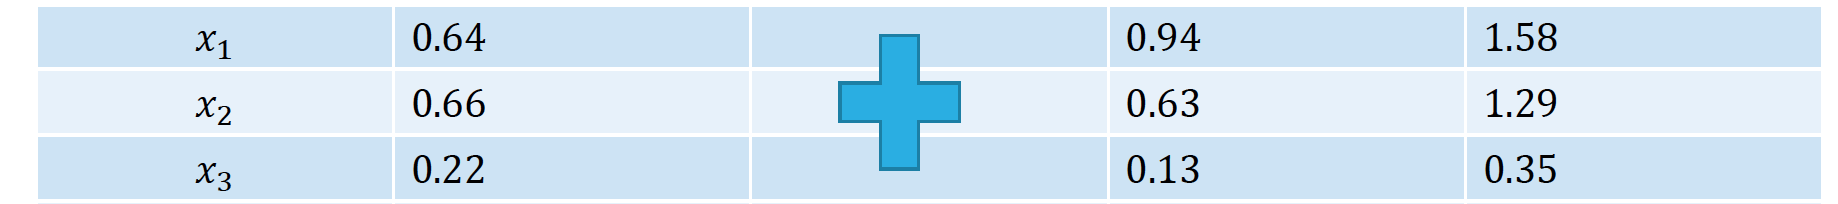 x₁ 0.64 0.94 1.58
x₂ 0.66 0.63 1.29
x₃ 0.22 0.13 0.35